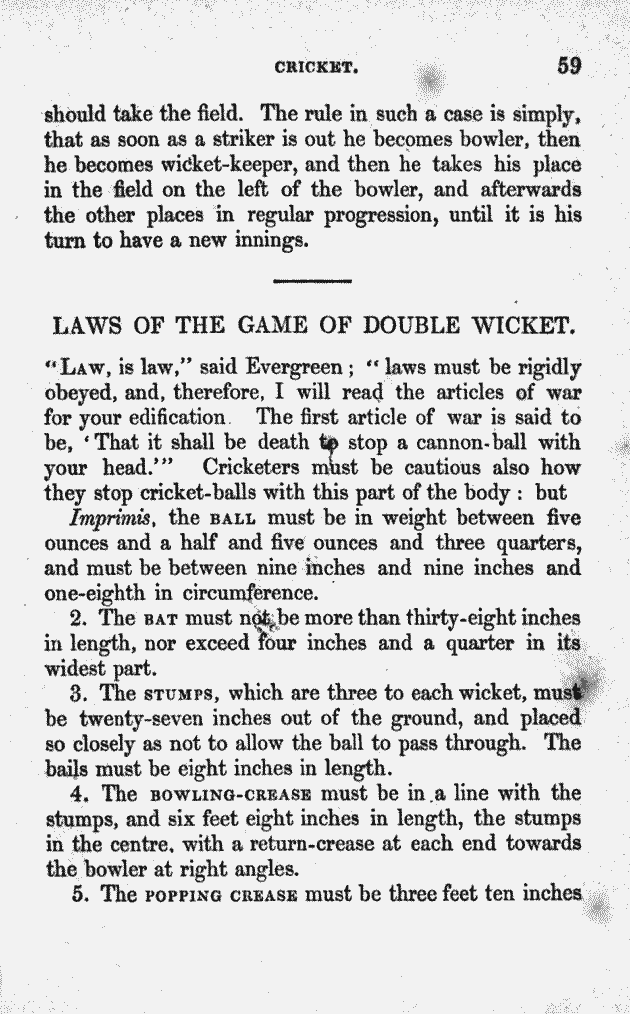 CRICKET. 59
should take the field. The rule in such a case is simply,
that as soon as a striker is out he becomes bowler, then
he becomes wicket-keeper, and then he takes his place
in the field on the left of the bowler, and afterwards
the other places in regular progression, until it is his
turn to have a new innings.
LAWS OF THE GAME OF DOUBLE WICKET.
"LAW, is law," said Evergreen; "laws must be rigidly
obeyed, and, therefore, I will read the articles of war
for your edification. The first article of war is said to
be, 'That it shall be death to stop a cannon-ball with
your head.'" Cricketers must be cautious also how
they stop cricket-balls with this part of the body: but
Imprimis, the BALL must be in weight between five
ounces and a half and five ounces and three quarters,
and must be between nine inches and nine inches and
one-eighth in circumference.
2. The BAT must not be more than thirty-eight inches
in length, nor exceed four inches and a quarter in its
widest part.
3. The STUMPS, which are three to each wicket, must
be twenty-seven inches out of the ground, and placed
so closely as not to allow the ball to pass through. The
bails must be eight inches in length.
4. The BOWLING-CREASE must be in a line with the
stumps, and six feet eight inches in length, the stumps
in the centre, with a return-crease at each end towards
the bowler at right angles.
5. The POPPING CREASE must be three feet ten inches